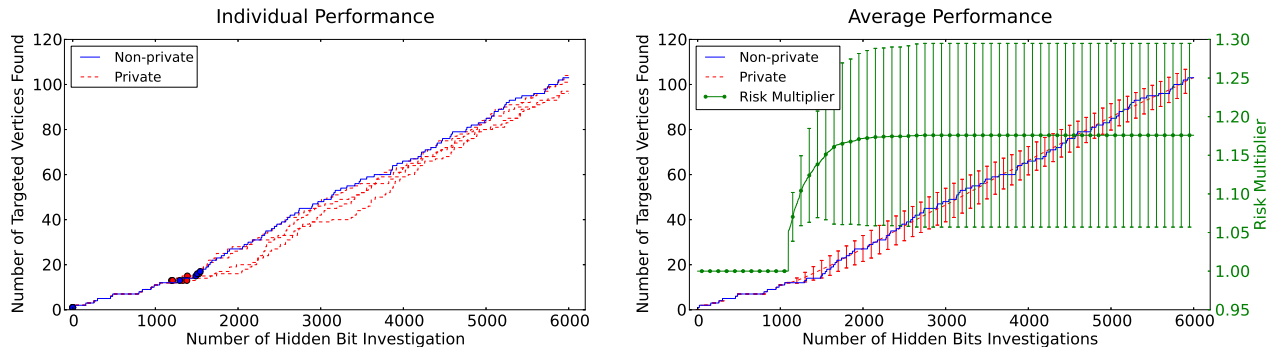 Individual Performance
Number of Targeted Vertices Found
120
100
80
60
40
20
0
Non-private
Private
0 1000 2000 3000 4000 5000 6000
Number of Hidden Bit Investigation
Average Performance
Number of Targeted Vertices Found
120
100
80
60
40
20
0
Non-private
Private
Risk Multiplier
1.30
1.25
1.20
1.15
1.10
1.05
1.00
0.95
Risk Multiplier
0 1000 2000 3000 4000 5000 6000
Number of Hidden Bits Investigations